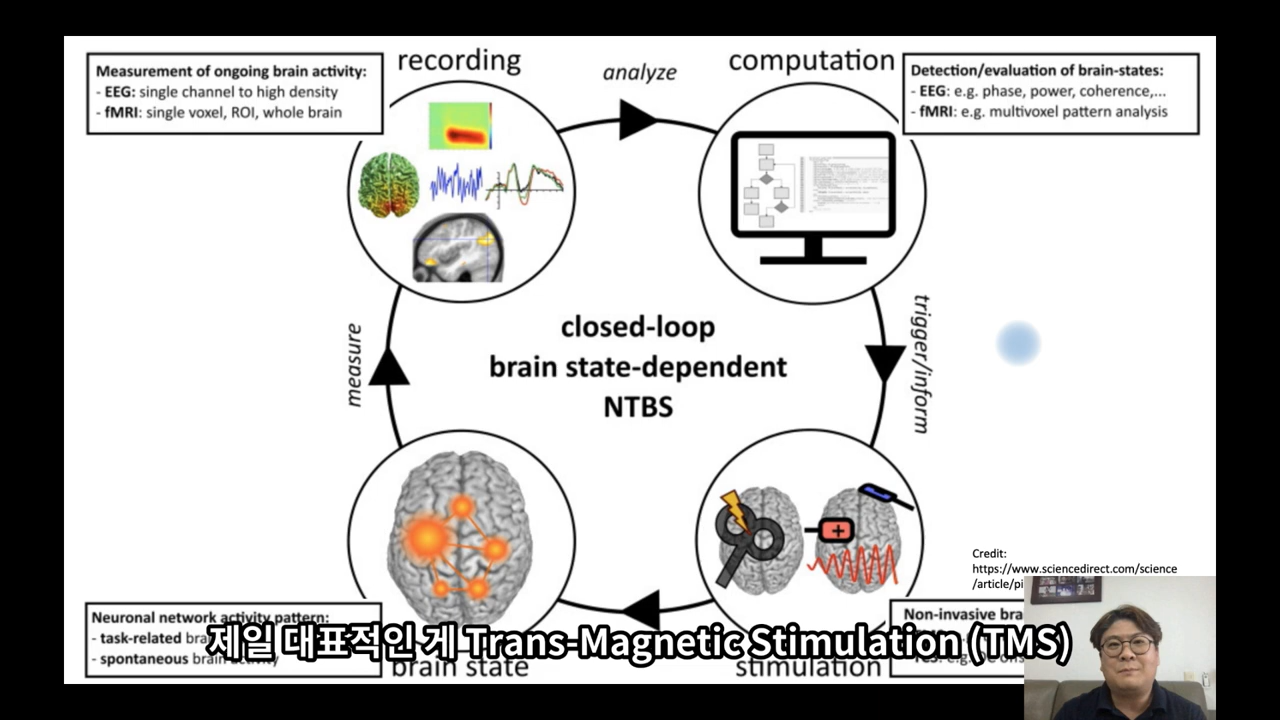 recording
analyze
computation
Measurement of ongoing brain activity:
- EEG: single channel to high density
- fMRI: single voxel, ROI, whole brain
Detection/evaluation of brain-states:
- EEG: e.g. phase, power, coherence,...
- fMRI: e.g. multivoxel pattern analysis
measure
closed-loop
brain state-dependent
NTBS
trigger/inform
Credit:
https://www.sciencedirect.com/science
/article/pi
Neuronal network activity pattern:
- task-related
- spontaneous brain activity
Non-invasive
제일 대표적인 게 Trans-Magnetic Stimulation (TMS)
brain state
stimulation